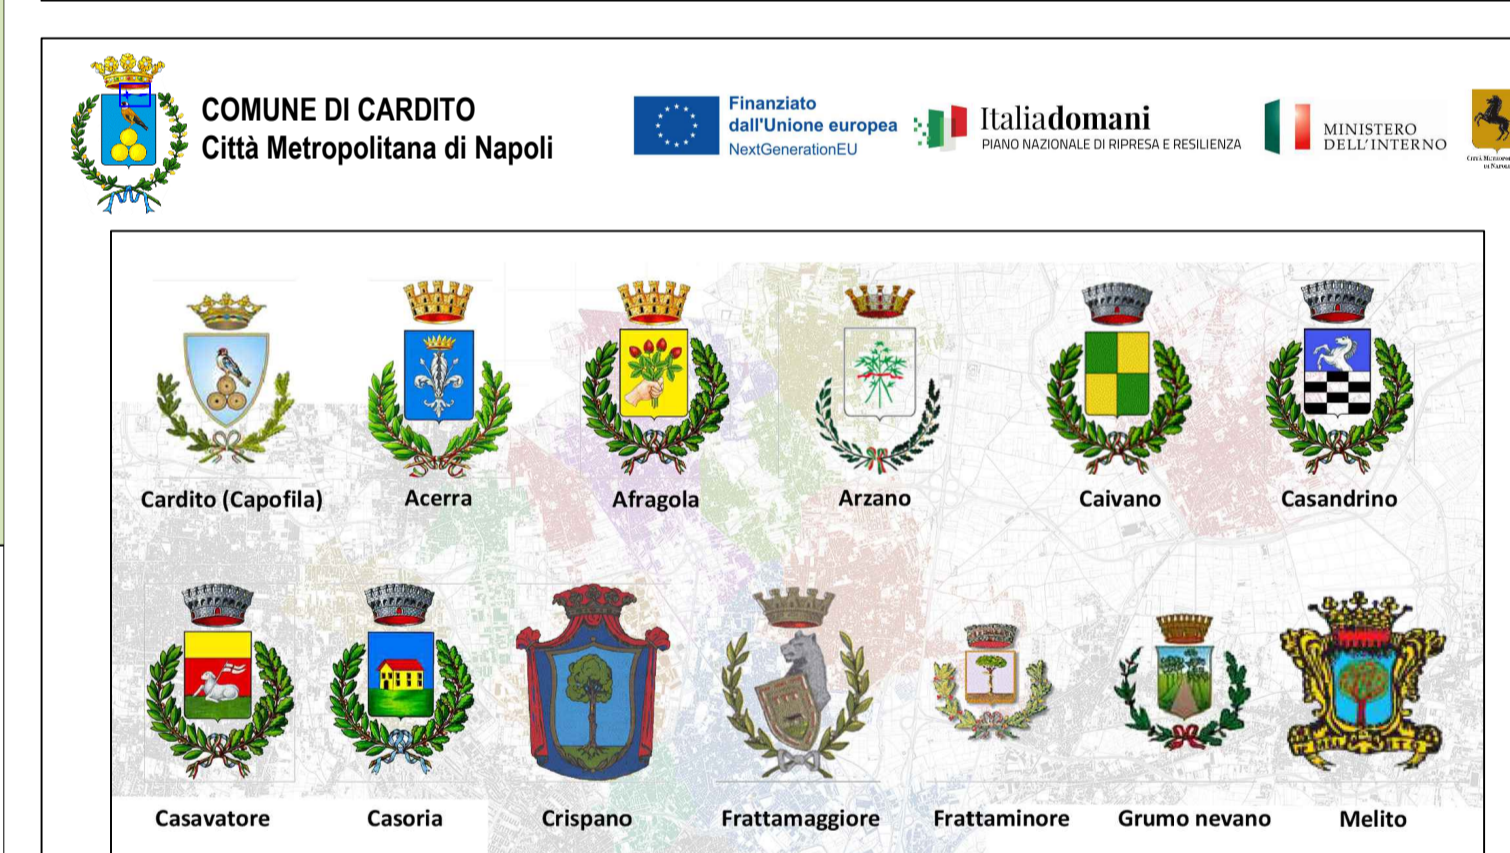 COMUNE DI CARDITO
Città Metropolitana di Napoli
Finanziato
dall'Unione europea
NextGenerationEU
Italiadomani
PIANO NAZIONALE DI RIPRESA E RESILIENZA
MINISTERO
DELL'INTERNO
Cardito (Capofila)
Acerra
Afragola
Arzano
Caivano
Casandrino
Casavatore
Casoria
Crispano
Frattamaggiore
Frattaminore
Grumo nevano
Melito